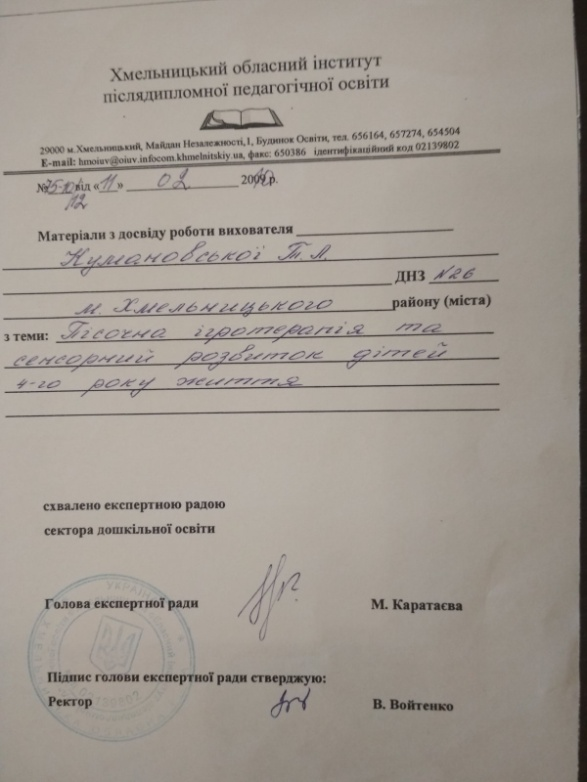 Хмельницький обласний інститут
післядипломної педагогічної освіти
29000 м.Хмельницький, Майдан Незалежності,1, Будинок Освіти, тел. 656164, 657274, 654504
E-mail: hmoiuv@oiuv.infocom.khmelnitskiy.ua, факс: 650386 ідентифікаційний код 02139802
від «11» 02 2009 р.
12
Матеріали з досвіду роботи вихователя
Кумановської Т.Л.
ДНЗ №26
м. Хмельницького району (міста)
з теми: Пісочна ігротерапія та
сенсорний розвиток дітей
4-го року життя
схвалено експертною радою
сектора дошкільної освіти
Голова експертної ради М. Каратаєва
Підпис голови експертної ради стверджую:
Ректор В. Войтенко